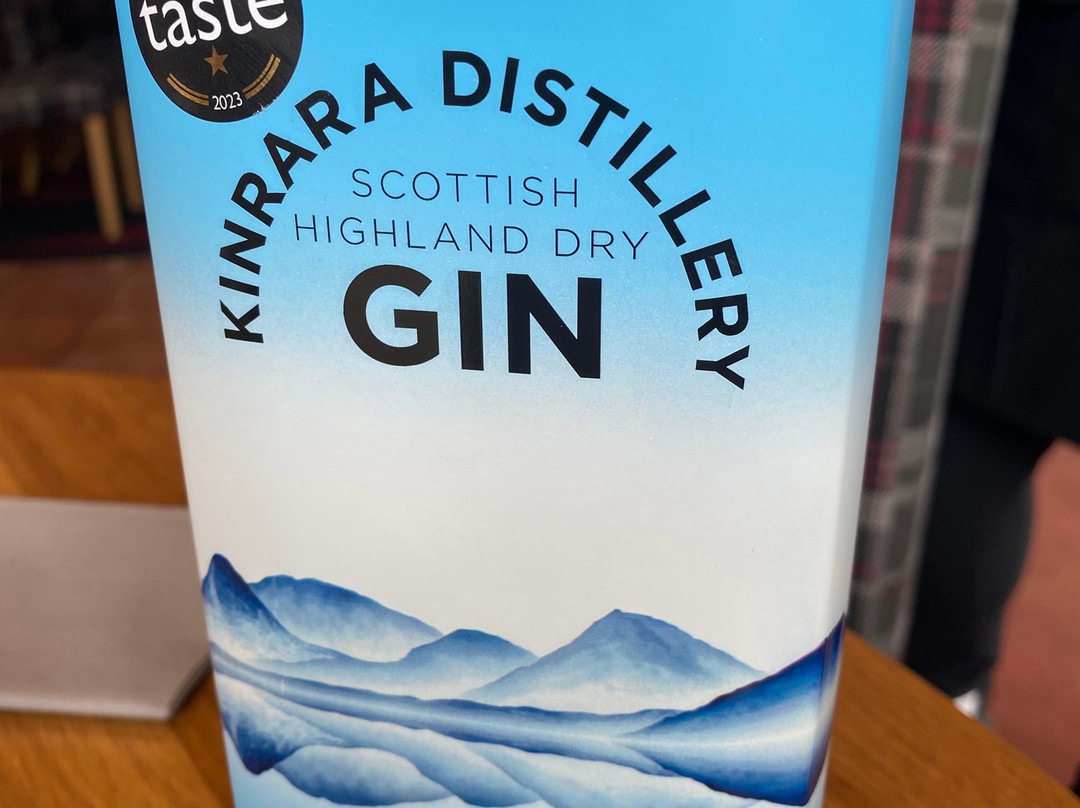 taste
2023
KINRARA DISTILLERY
SCOTTISH
HIGHLAND DRY
GIN